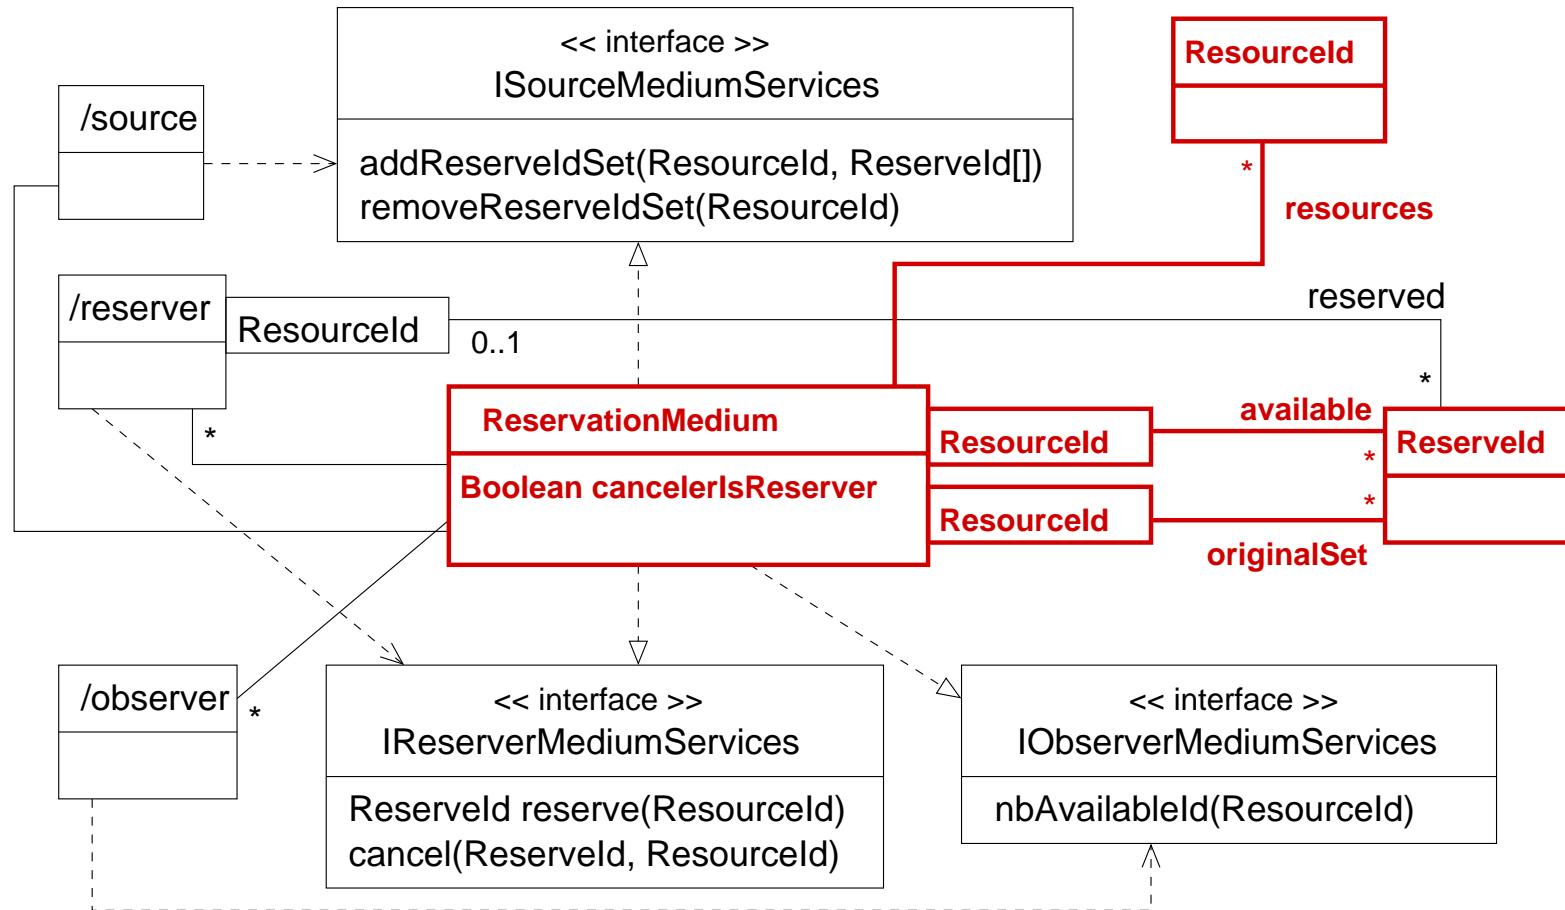 << interface >>
ISourceMediumServices
addReserveIdSet(ResourceId, ReserveId[])
removeReserveIdSet(ResourceId)
/source
ResourceId
*
resources
/reserver
ResourceId
0..1
reserved
*
*
ReservationMedium
Boolean cancelerIsReserver
ResourceId
available
*
ResourceId
*
originalSet
ReserveId
/observer
*
<< interface >>
IReserverMediumServices
ReserveId reserve(ResourceId)
cancel(ReserveId, ResourceId)
<< interface >>
IObserverMediumServices
nbAvailableId(ResourceId)